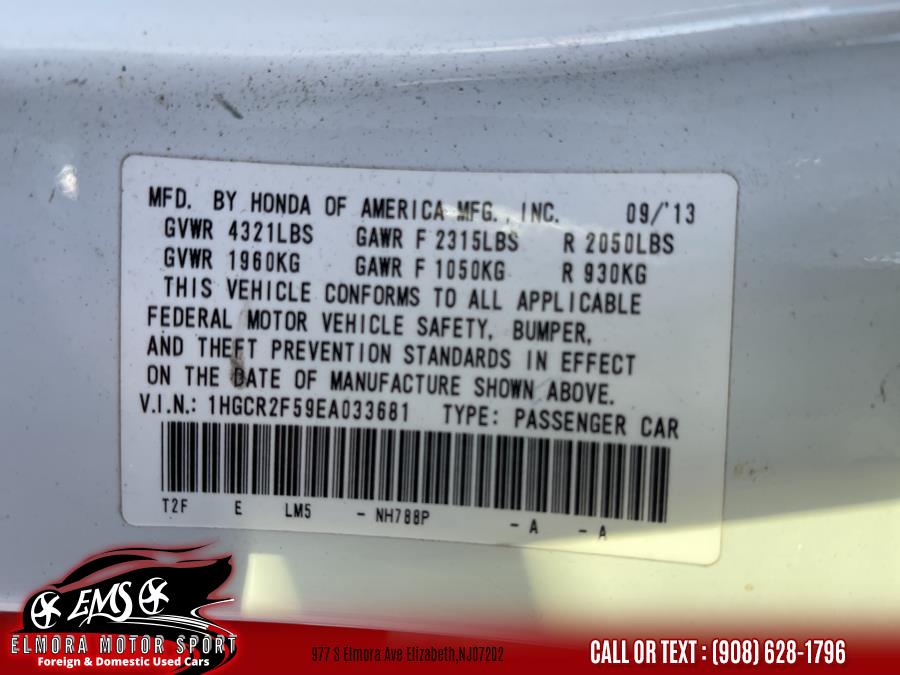 MFD. BY HONDA OF AMERICA MFG., INC. 09/'13
GVWR 4321LBS GAWR F 2315LBS R 2050LBS
GVWR 1960KG GAWR F 1050KG R 930KG
THIS VEHICLE CONFORMS TO ALL APPLICABLE
FEDERAL MOTOR VEHICLE SAFETY, BUMPER,
AND THEFT PREVENTION STANDARDS IN EFFECT
ON THE DATE OF MANUFACTURE SHOWN ABOVE.
V.I.N.: 1HGCR2F59EA033681 TYPE: PASSENGER CAR
T2F E LM5 - NH788P - A - A
EMS
ELMORA MOTOR SPORT
Foreign & Domestic Used Cars
977 S Elmora Ave Elizabeth,NJ07202
CALL OR TEXT : (908) 628-1796